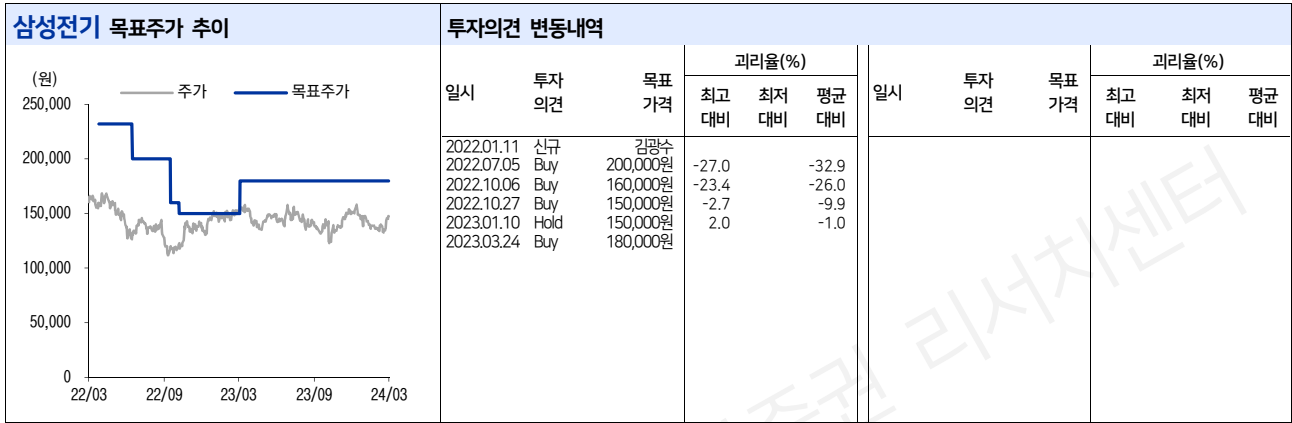 삼성전기 목표주가 추이
(원)
주가 목표주가
250,000
200,000
150,000
100,000
50,000
0
22/03 22/09 23/03 23/09 24/03
투자의견 변동내역
일시 투자의견 목표가격 괴리율(%)
최고대비 최저대비 평균대비
2022.01.11 신규 김광수
2022.07.05 Buy 200,000원 -27.0 -32.9
2022.10.06 Buy 160,000원 -23.4 -26.0
2022.10.27 Buy 150,000원 -2.7 -9.9
2023.01.10 Hold 150,000원 2.0 -1.0
2023.03.24 Buy 180,000원
일시 투자의견 목표가격 괴리율(%)
최고대비 최저대비 평균대비
증권 리서치센터